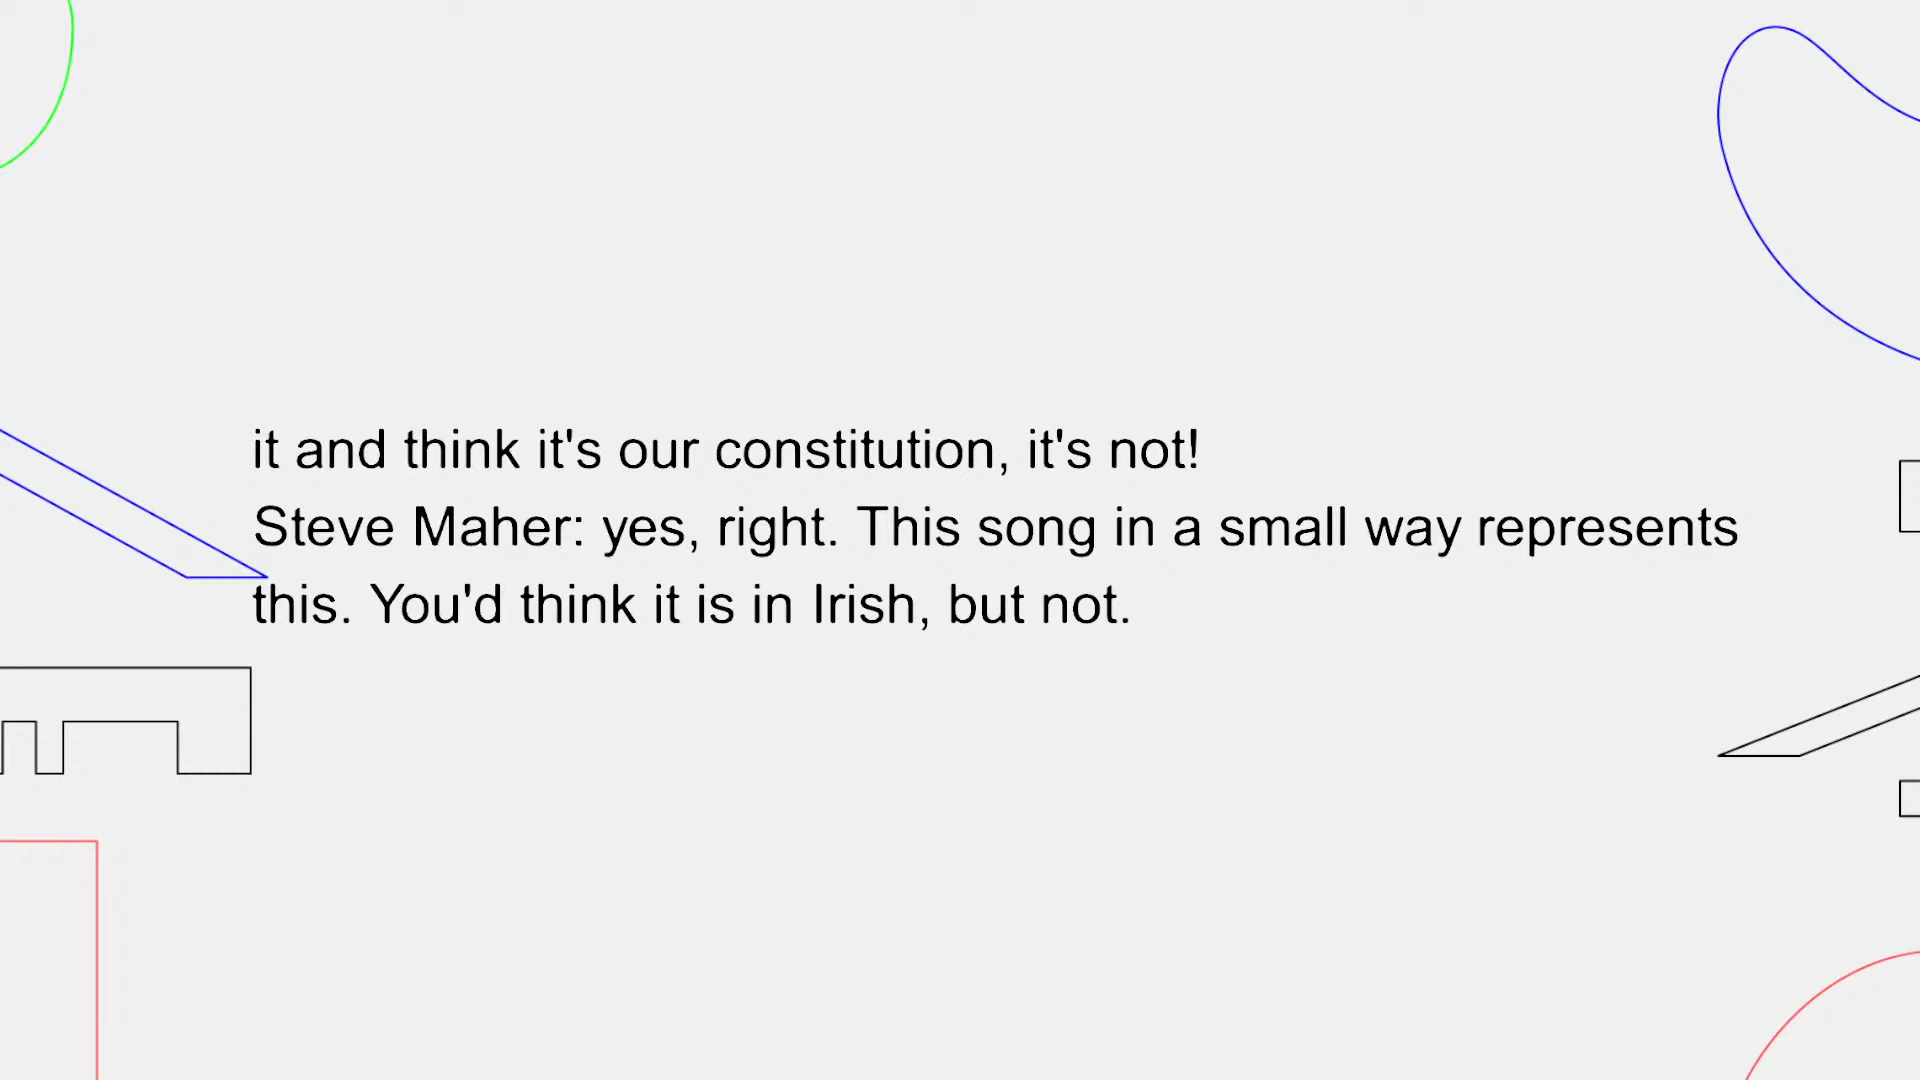 it and think it's our constitution, it's not!
Steve Maher: yes, right. This song in a small way represents
this. You'd think it is in Irish, but not.